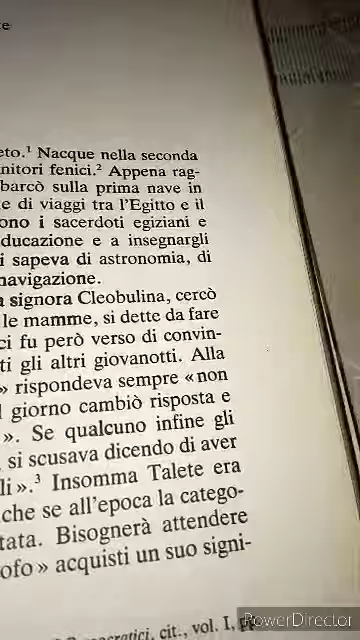 eto.¹ Nacque nella seconda
nitori fenici.² Appena rag-
barcò sulla prima nave in
e di viaggi tra l'Egitto e il
ono i sacerdoti egiziani e
ducazione e a insegnargli
i sapeva di astronomia, di
navigazione.
a signora Cleobulina, cercò
le mamme, si dette da fare
ci fu però verso di convin-
ti gli altri giovanotti. Alla
» rispondeva sempre «non
l giorno cambiò risposta e
». Se qualcuno infine gli
, si scusava dicendo di aver
li».³ Insomma Talete era
che se all'epoca la catego-
tata. Bisognerà attendere
ofo» acquisti un suo signi-
cratici, cit., vol. I,
PowerDirector